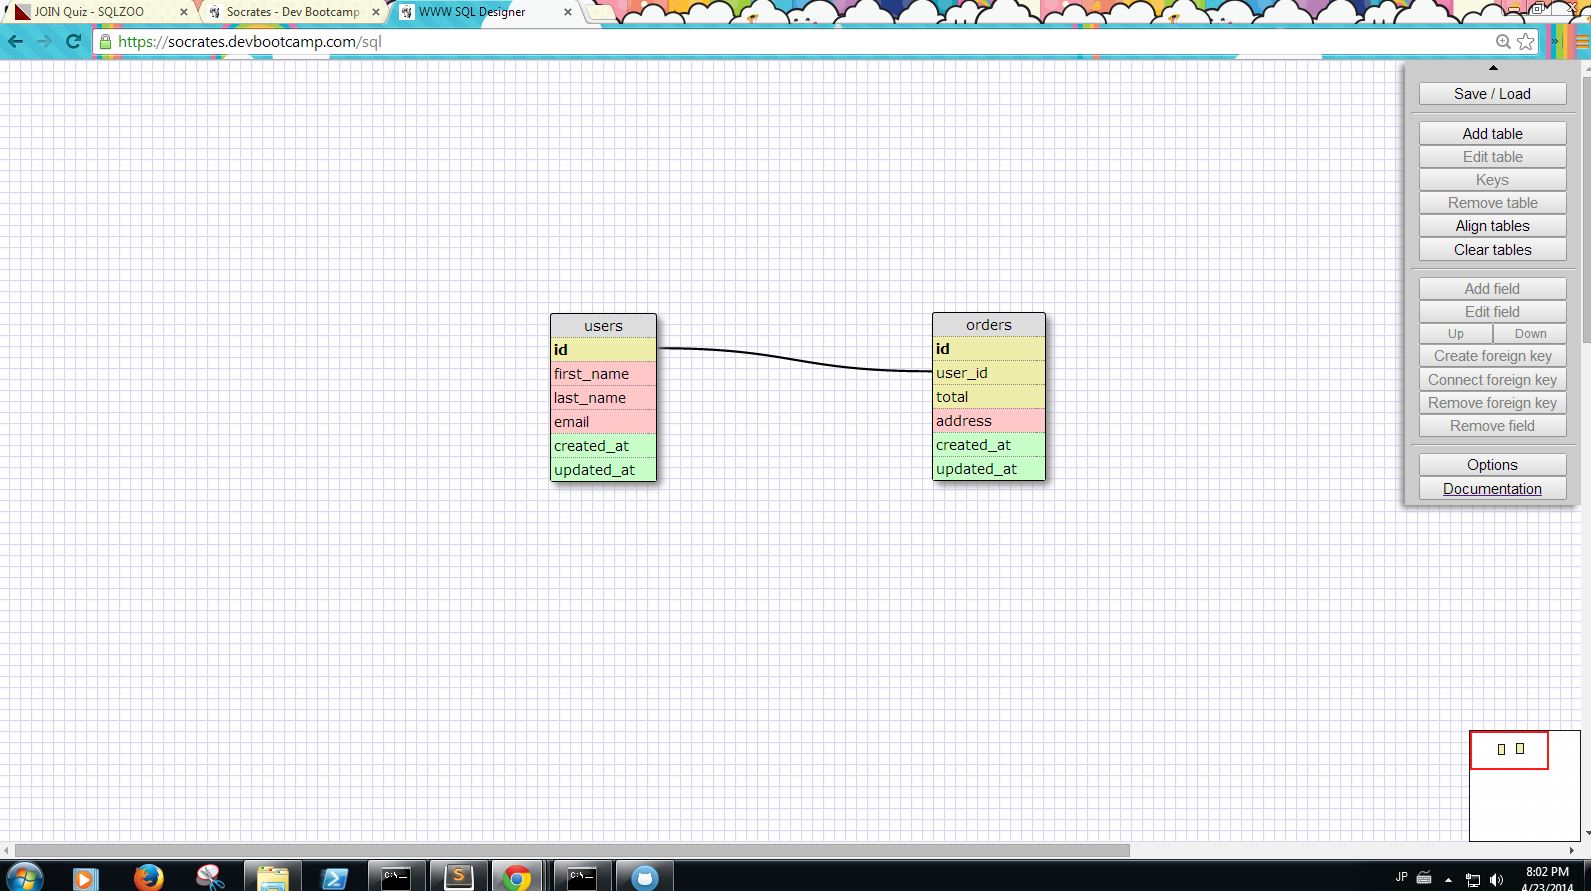 JOIN Quiz - SQLZOO
Socrates - Dev Bootcamp
WWW SQL Designer
https://socrates.devbootcamp.com/sql
Save / Load
Add table
Edit table
Keys
Remove table
Align tables
Clear tables
Add field
Edit field
Up Down
Create foreign key
Connect foreign key
Remove foreign key
Remove field
Options
Documentation
users
id
first_name
last_name
email
created_at
updated_at
orders
id
user_id
total
address
created_at
updated_at
C:\._
S
C:\._
JP
8:02 PM
4/23/2014